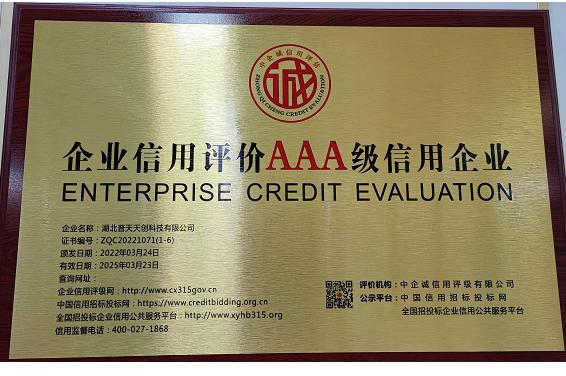 中企诚信用评估
诚
ZHONG QI CHENG CREDIT EVALUATION
企业信用评价AAA级信用企业
ENTERPRISE CREDIT EVALUATION
企业名称：湖北普天天创科技有限公司
证书编号：ZQC20221071(1-6)
颁发日期：2022年03月24日
有效日期：2025年03月23日
查询网址：
企业信用评级网：http://www.cx315gov.cn
中国信用招标投标网：https://www.creditbidding.org.cn
全国招投标企业信用公共服务平台：http://www.xyhb315.org
信用监督电话：400-027-1868
评价机构：中企诚信用评级有限公司
公示平台：中国信用招标投标网
全国招投标企业信用公共服务平台